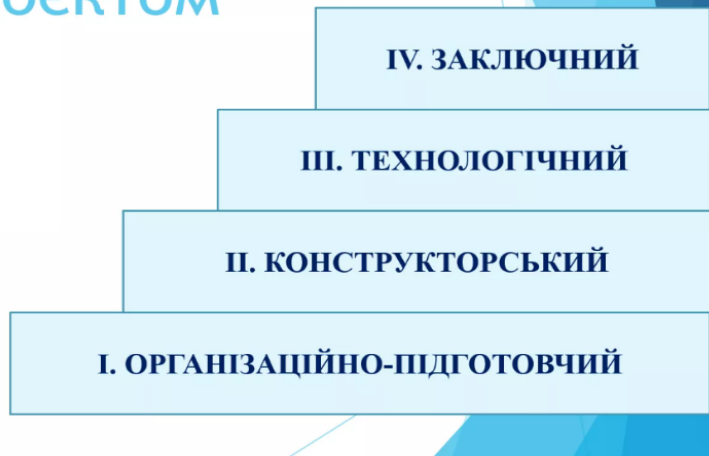 IV. ЗАКЛЮЧНИЙ
III. ТЕХНОЛОГІЧНИЙ
II. КОНСТРУКТОРСЬКИЙ
I. ОРГАНІЗАЦІЙНО-ПІДГОТОВЧИЙ